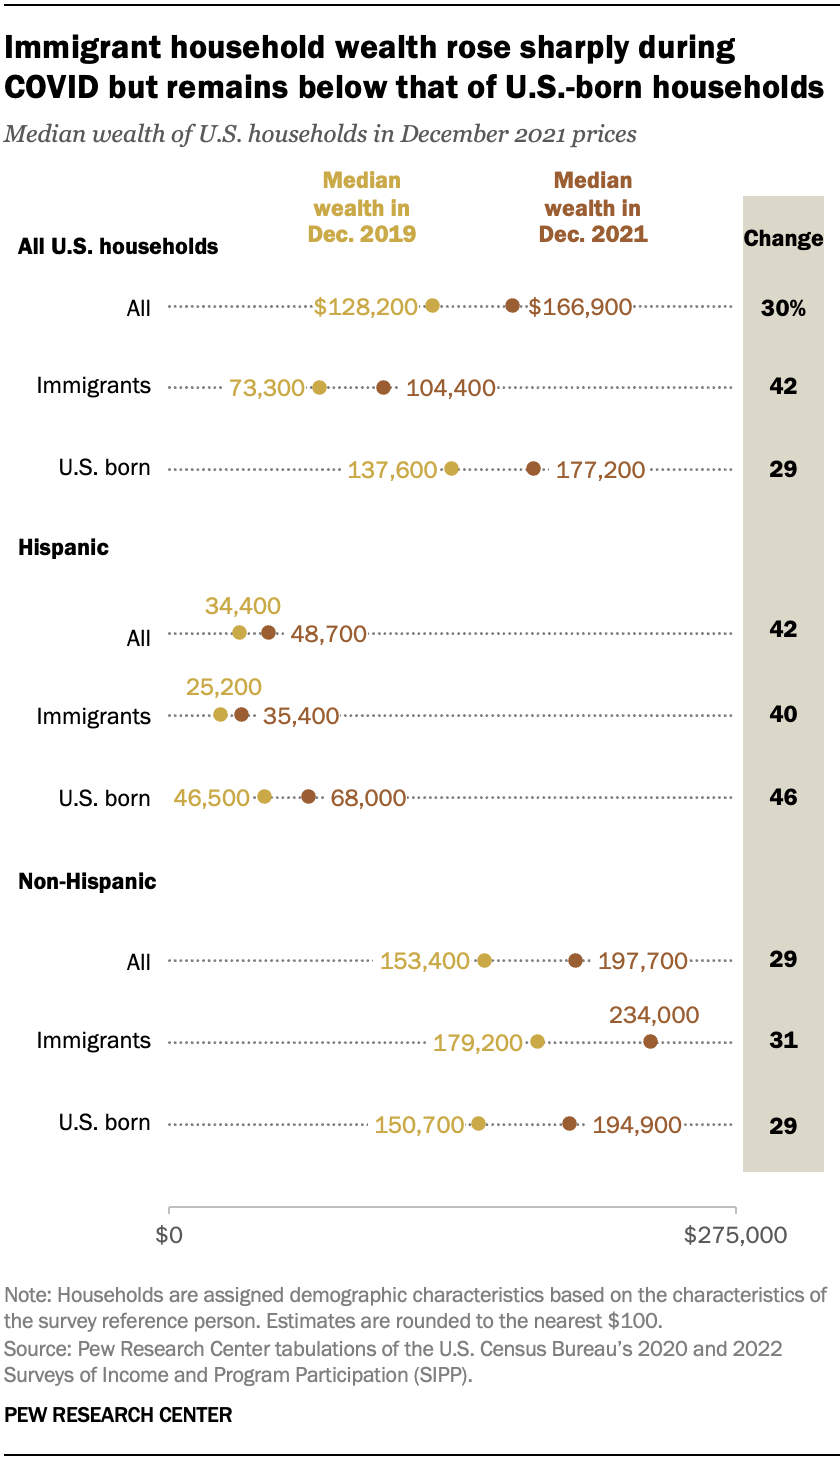 Immigrant household wealth rose sharply during
COVID but remains below that of U.S.-born households
Median wealth of U.S. households in December 2021 prices
Median
wealth in
Dec. 2019
Median
wealth in
Dec. 2021
Change
All U.S. households
All $128,200 $166,900 30%
Immigrants 73,300 104,400 42
U.S. born 137,600 177,200 29
Hispanic
All 34,400 48,700 42
Immigrants 25,200 35,400 40
U.S. born 46,500 68,000 46
Non-Hispanic
All 153,400 197,700 29
Immigrants 179,200 234,000 31
U.S. born 150,700 194,900 29
$0 $275,000
Note: Households are assigned demographic characteristics based on the characteristics of
the survey reference person. Estimates are rounded to the nearest $100.
Source: Pew Research Center tabulations of the U.S. Census Bureau’s 2020 and 2022
Surveys of Income and Program Participation (SIPP).
PEW RESEARCH CENTER